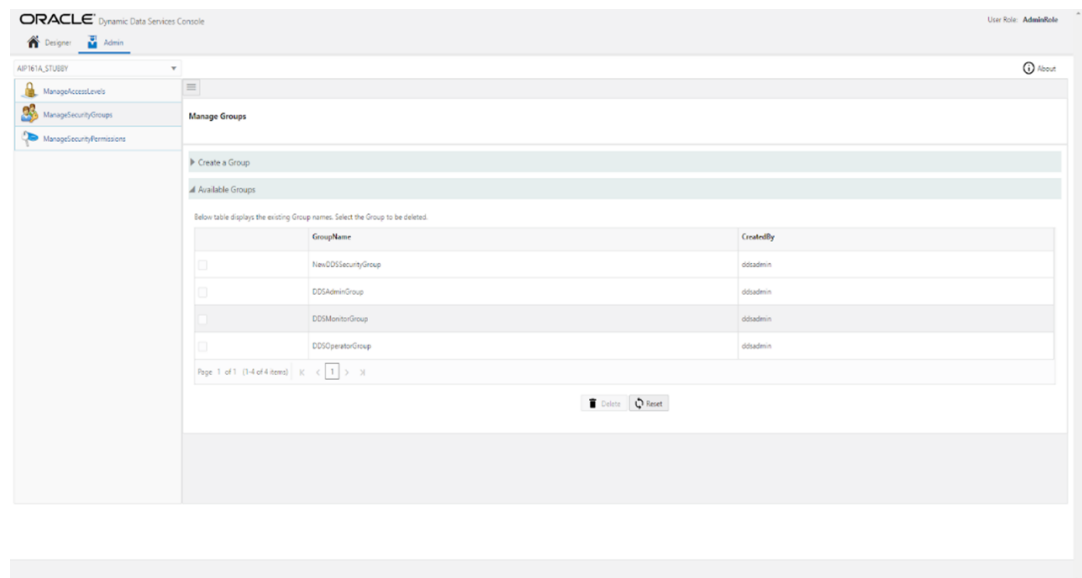 ORACLE Dynamic Data Services Console
User Role: AdminRole
Designer Admin
AIP161A_STUBBY
About
ManageAccessLevels
ManageSecurityGroups
ManageSecurityPermissions
Manage Groups
Create a Group
Available Groups
Below table displays the existing Group names. Select the Group to be deleted.
GroupName CreatedBy
NewDDSSecurityGroup ddsadmin
DDSAdminGroup ddsadmin
DDSMonitorGroup ddsadmin
DDSOperatorGroup ddsadmin
Page 1 of 1 (1-4 of 4 items) 1
Delete Reset